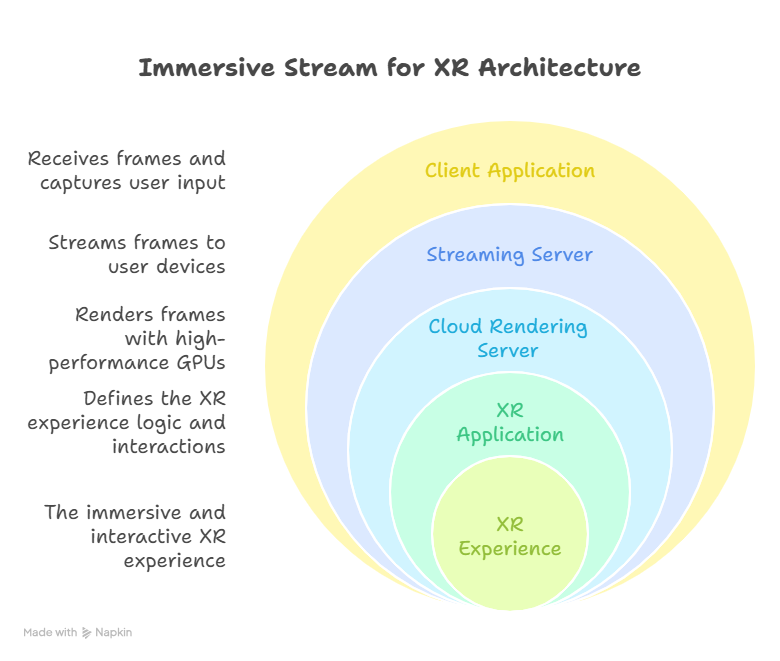 Immersive Stream for XR Architecture
Receives frames and
captures user input
Client Application
Streams frames to
user devices
Streaming Server
Renders frames
with high-
performance GPUs
Cloud Rendering
Server
Defines the XR
experience logic and
interactions
XR
Application
The immersive and
interactive XR
experience
XR
Experience
Made with Napkin